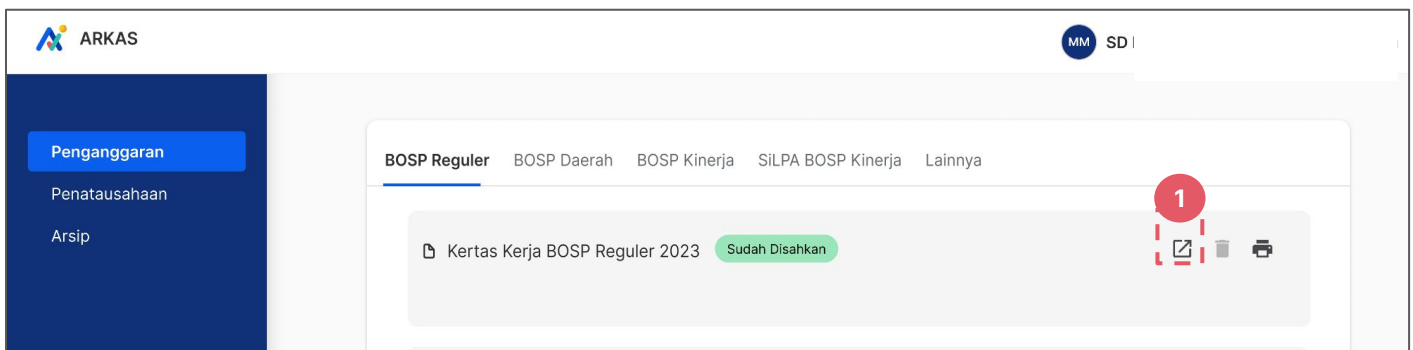 ARKAS
MM SD
Penganggaran
Penatausahaan
Arsip
BOSP Reguler BOSP Daerah BOSP Kinerja SiLPA BOSP Kinerja Lainnya
1
Kertas Kerja BOSP Reguler 2023 Sudah Disahkan